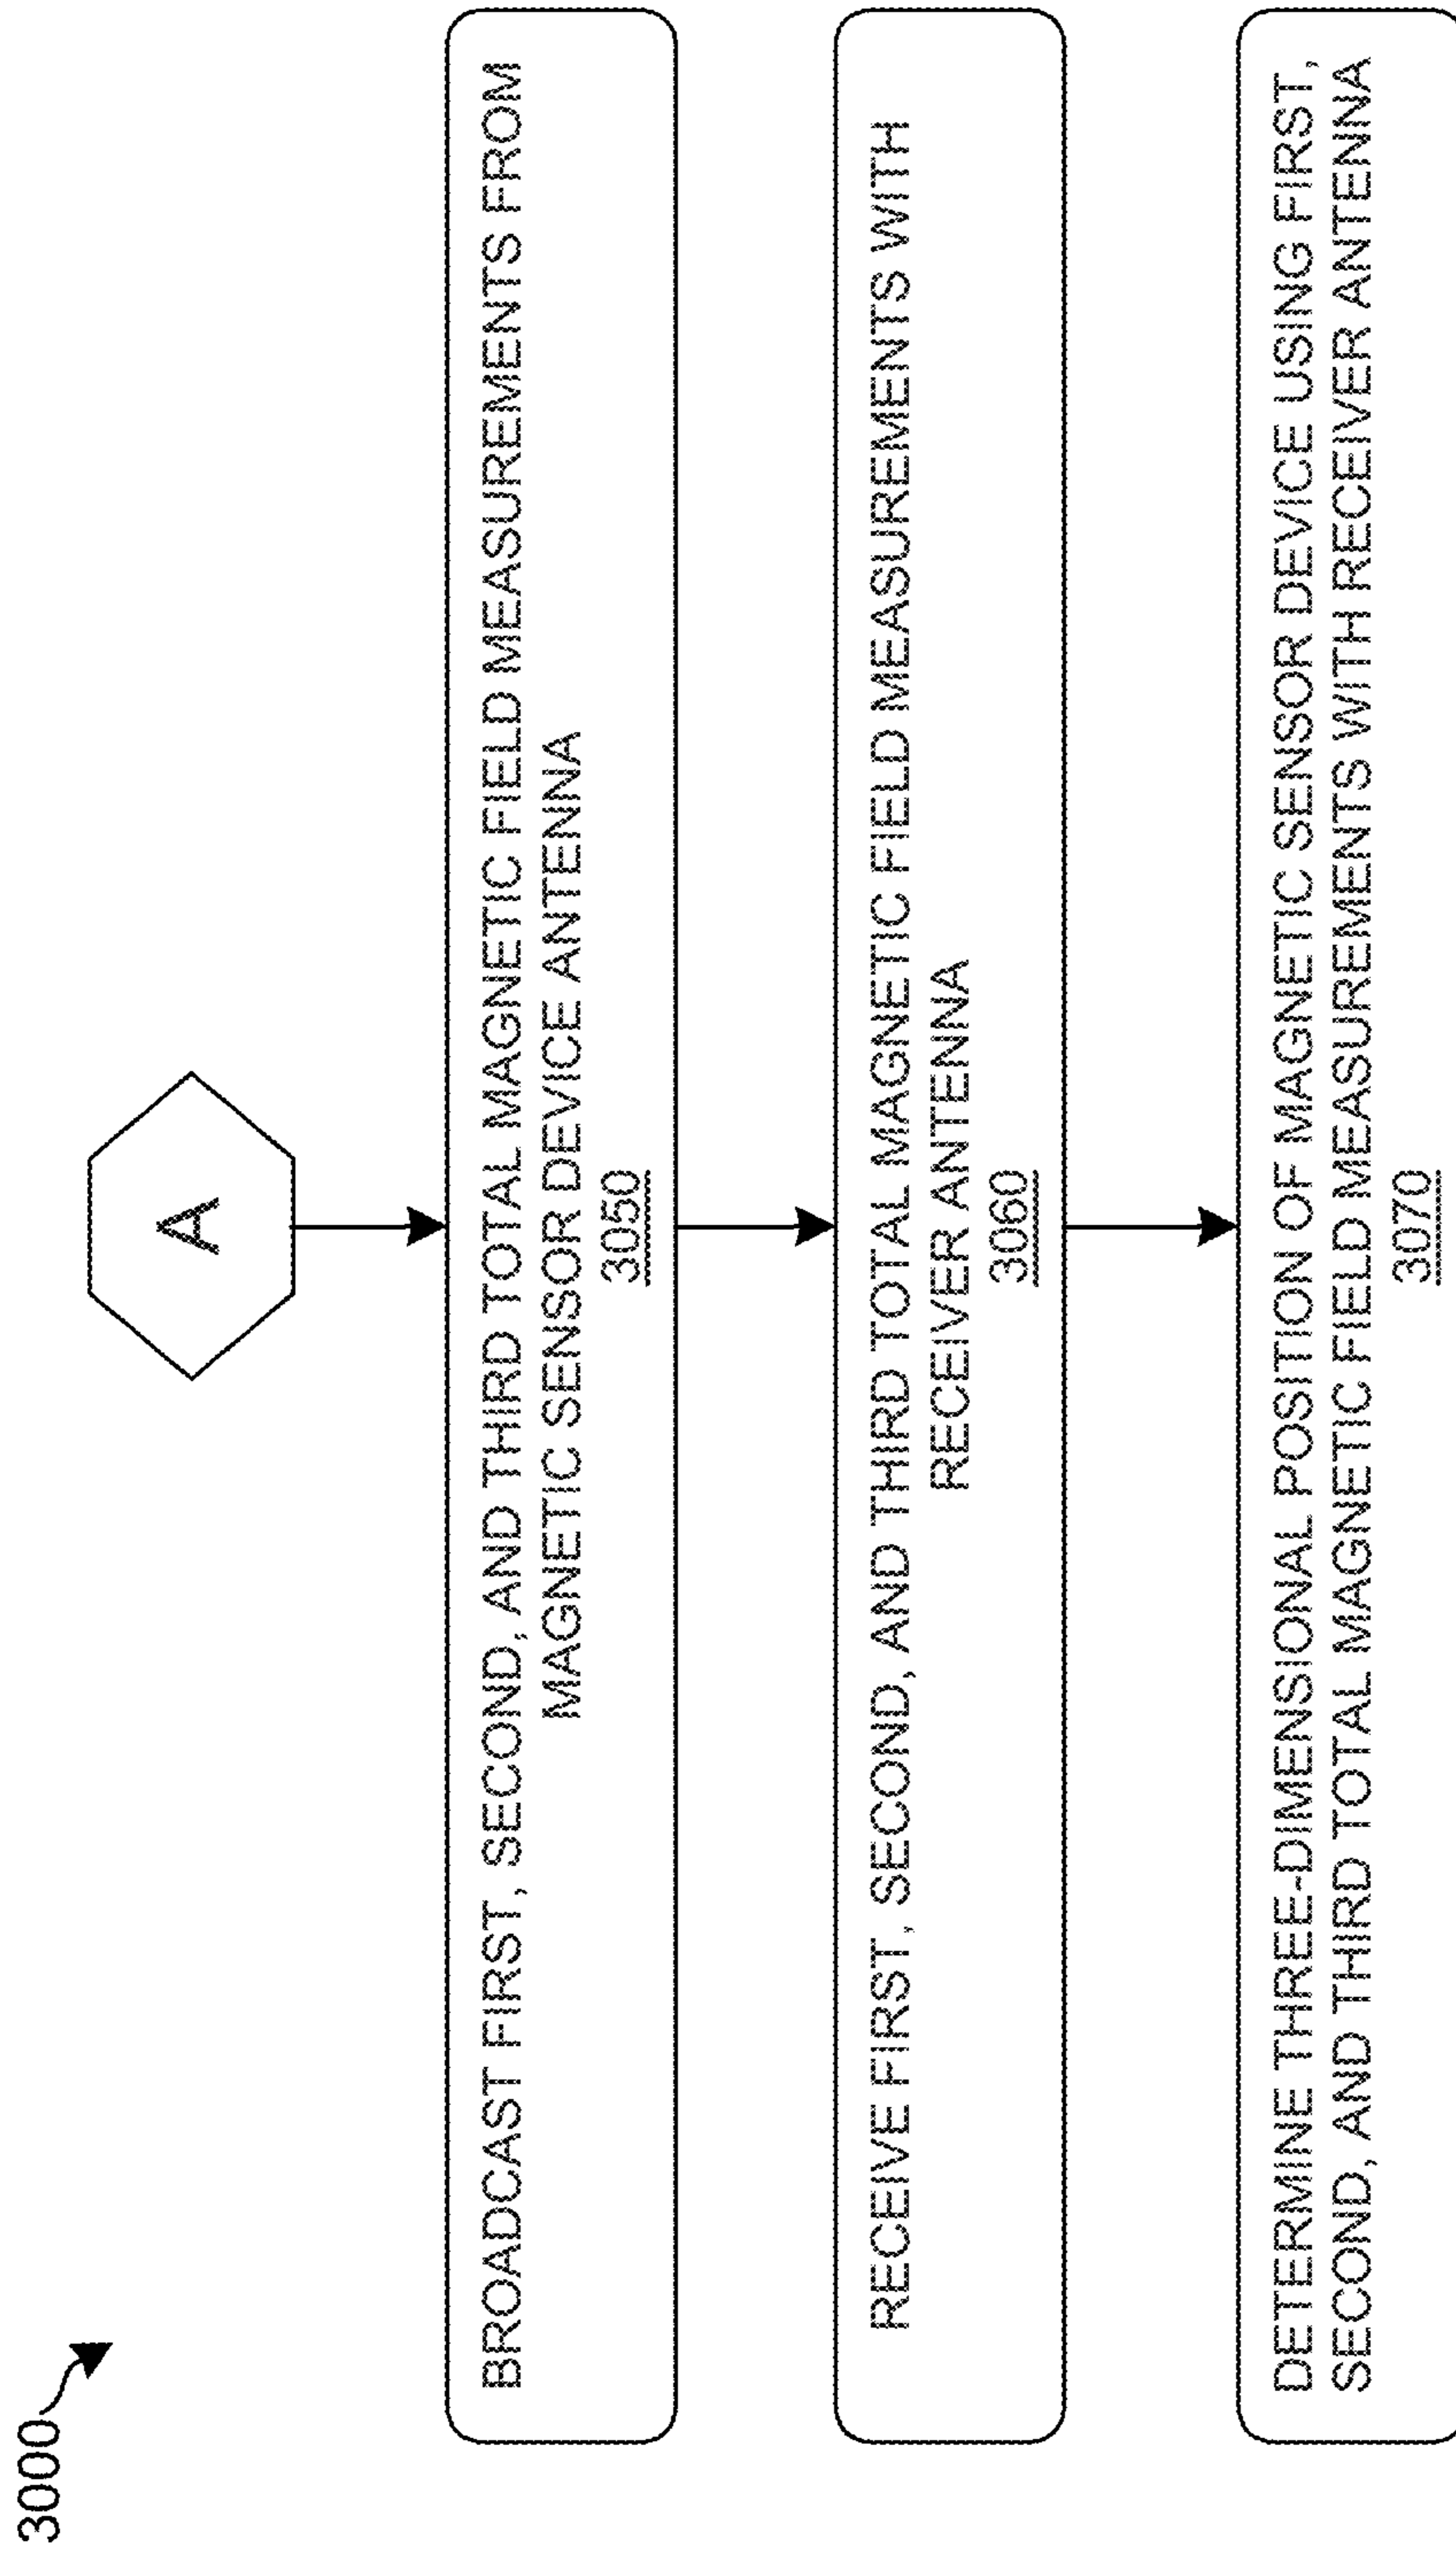 3000
A
BROADCAST FIRST, SECOND, AND THIRD TOTAL MAGNETIC FIELD MEASUREMENTS FROM
MAGNETIC SENSOR DEVICE ANTENNA
3050
RECEIVE FIRST, SECOND, AND THIRD TOTAL MAGNETIC FIELD MEASUREMENTS WITH
RECEIVER ANTENNA
3060
DETERMINE THREE-DIMENSIONAL POSITION OF MAGNETIC SENSOR DEVICE USING FIRST,
SECOND, AND THIRD TOTAL MAGNETIC FIELD MEASUREMENTS WITH RECEIVER ANTENNA
3070